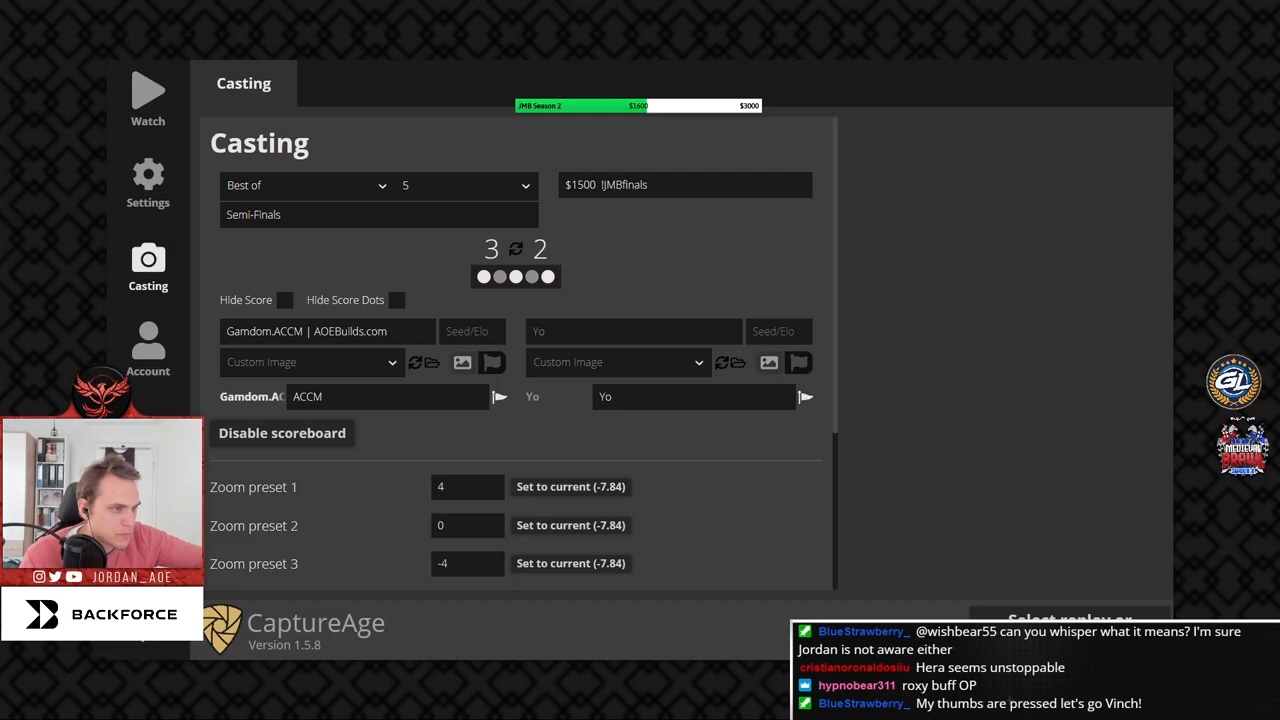 Casting
Watch
Settings
Casting
Account
JMB Season 2 $1600 $3000
Casting
Best of 5
$1500 !JMBfinals
Semi-Finals
3 2
Hide Score Hide Score Dots
Gamdom.ACCM | AOEBuilds.com Seed/Elo Yo Seed/Elo
Custom Image Custom Image
Gamdom.AC ACCM Yo Yo
Disable scoreboard
Zoom preset 1 4 Set to current (-7.84)
Zoom preset 2 0 Set to current (-7.84)
Zoom preset 3 -4 Set to current (-7.84)
JORDAN_AOE
BACKFORCE
CaptureAge
Version 1.5.8
GL
MEDIEVAL
BRAWL
BlueStrawberry_ @wishbear55 can you whisper what it means? I'm sure
Jordan is not aware either
cristianoronaldosiiu Hera seems unstoppable
hypnobear311 roxy buff OP
BlueStrawberry_ My thumbs are pressed let's go Vinch!